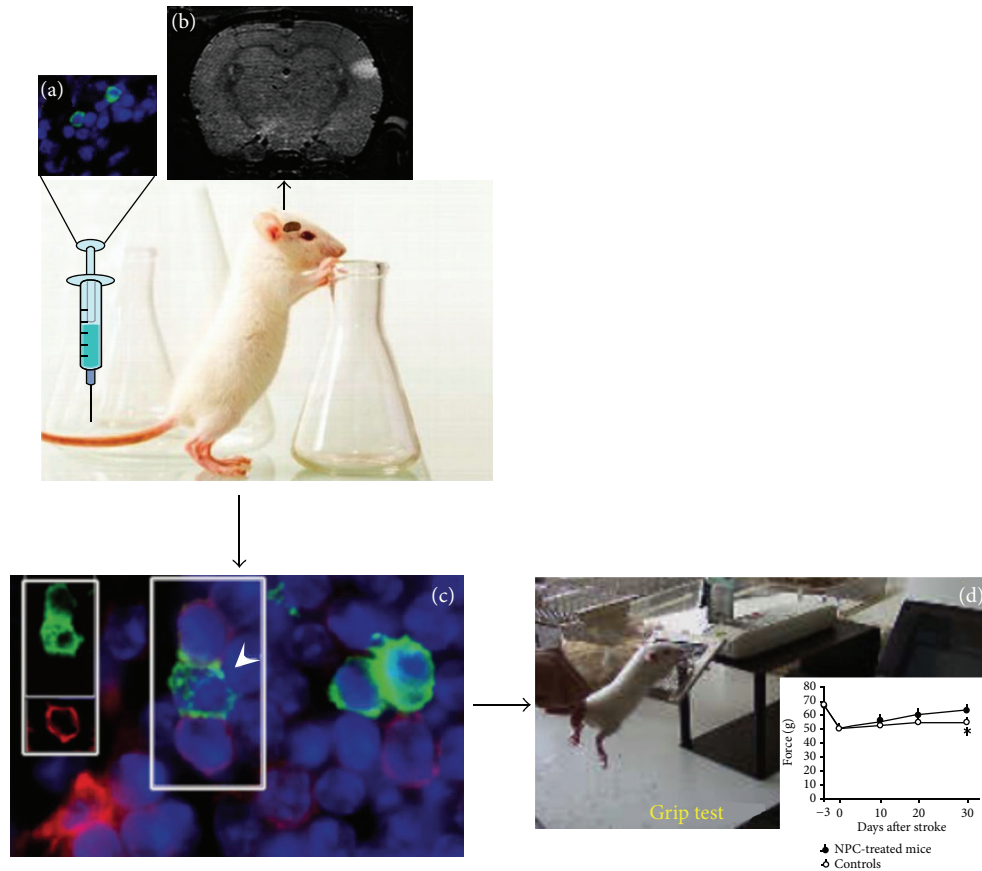 (b)
(a)
(c)
(d)
Grip test
Force (g)
80
70
60
50
40
30
20
10
0
*
−3 0 10 20 30
Days after stroke
NPC-treated mice
Controls